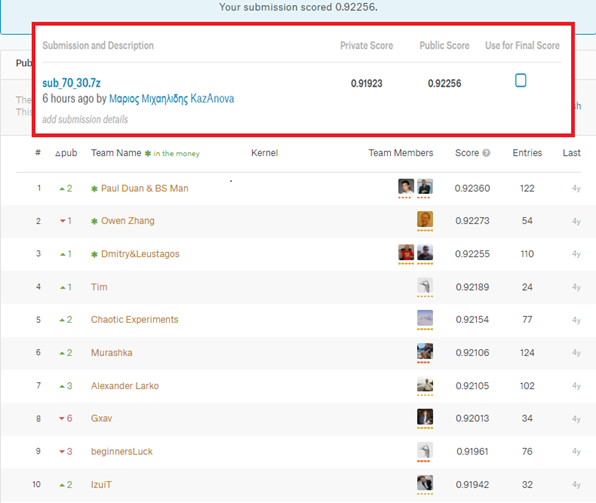 Your submission scored 0.92256.
Submission and Description Private Score Public Score Use for Final Score
sub_70_30.7z 0.91923 0.92256
6 hours ago by Μαριος Μιχαηλιδης KazAnova
add submission details
Pub
The
This sh
# △pub Team Name * in the money Kernel Team Members Score Entries Last
1 ▲2 * Paul Duan & BS Man 0.92360 122 4y
2 ▼1 * Owen Zhang 0.92273 54 4y
3 ▲1 * Dmitry&Leustagos 0.92255 110 4y
4 ▲1 Tim 0.92189 24 4y
5 ▲2 Chaotic Experiments 0.92154 77 4y
6 ▲2 Murashka 0.92106 124 4y
7 ▲3 Alexander Larko 0.92105 102 4y
8 ▼6 Gxav 0.92013 34 4y
9 ▼3 beginnersLuck 0.91961 76 4y
10 ▲2 IzuiT 0.91942 32 4y